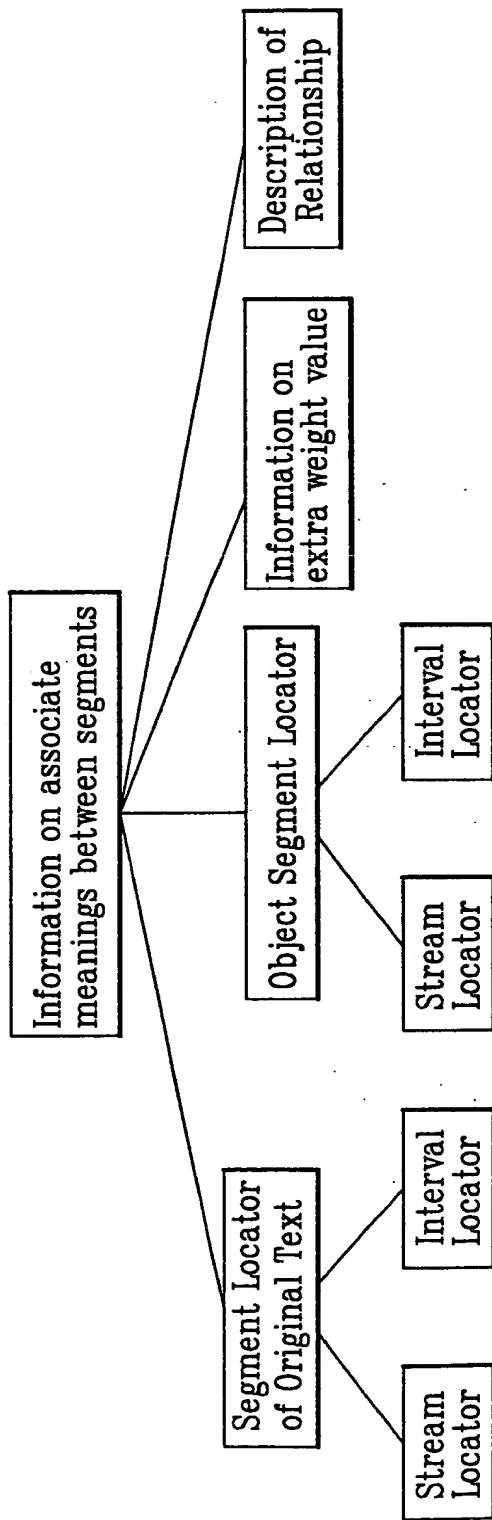 Information on associate
meanings between segments
Segment Locator
of Original Text
Object Segment Locator
Information on
extra weight value
Description of
Relationship
Stream
Locator
Interval
Locator
Stream
Locator
Interval
Locator